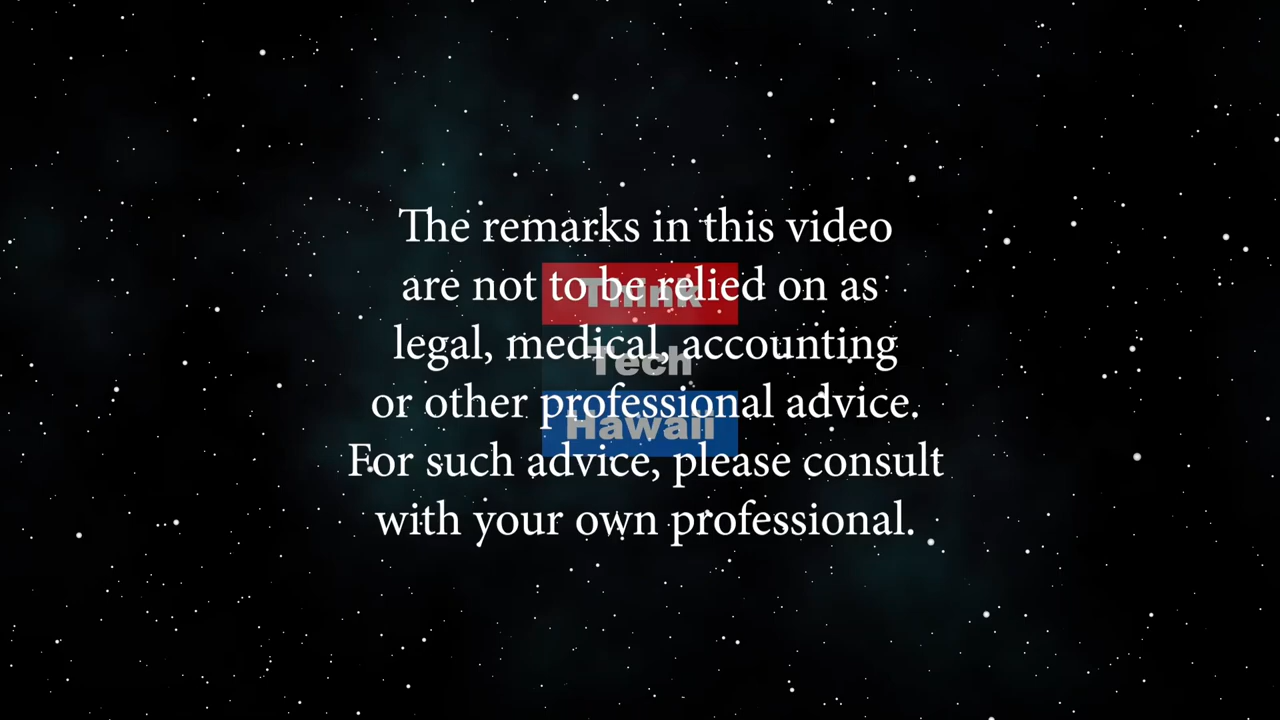 The remarks in this video
are not to be relied on as
legal, medical, accounting
or other professional advice.
For such advice, please consult
with your own professional.
Think
Tech
Hawaii